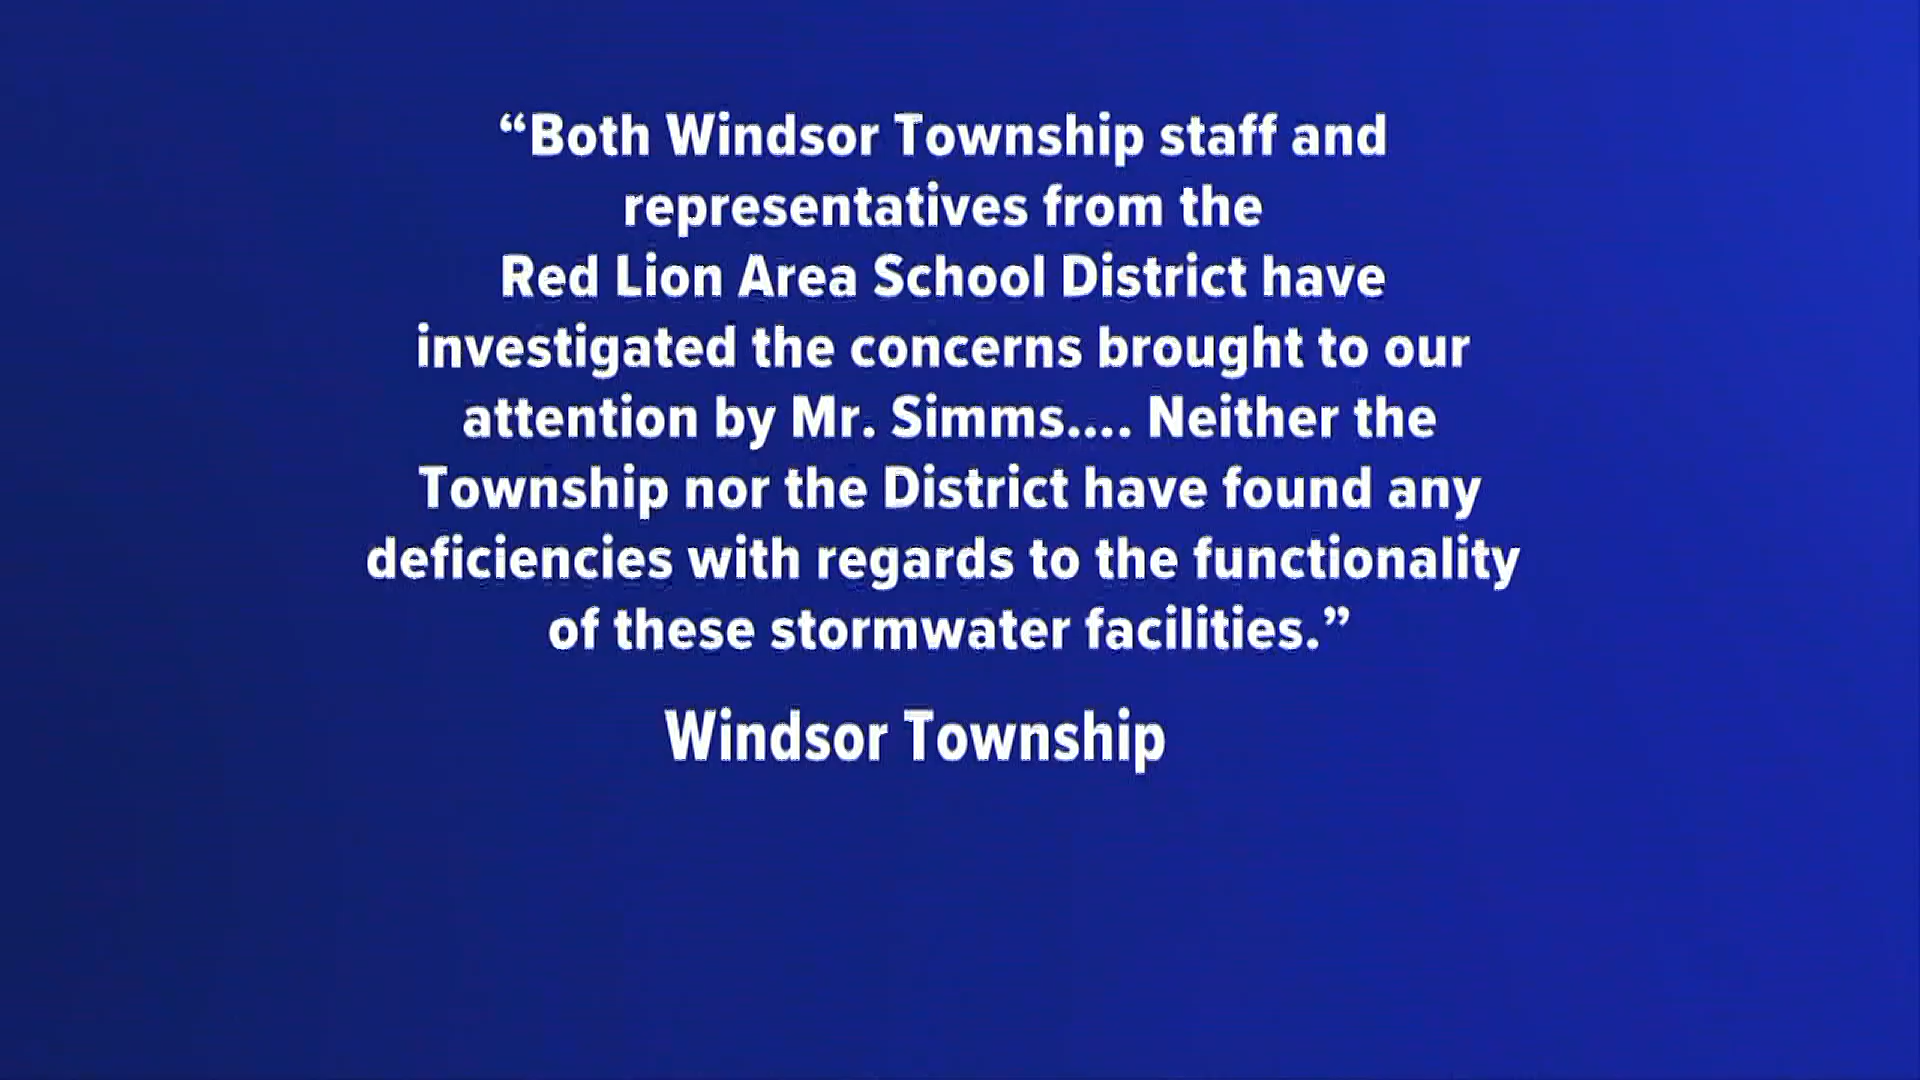 “Both Windsor Township staff and
representatives from the
Red Lion Area School District have
investigated the concerns brought to our
attention by Mr. Simms.... Neither the
Township nor the District have found any
deficiencies with regards to the functionality
of these stormwater facilities.”
Windsor Township